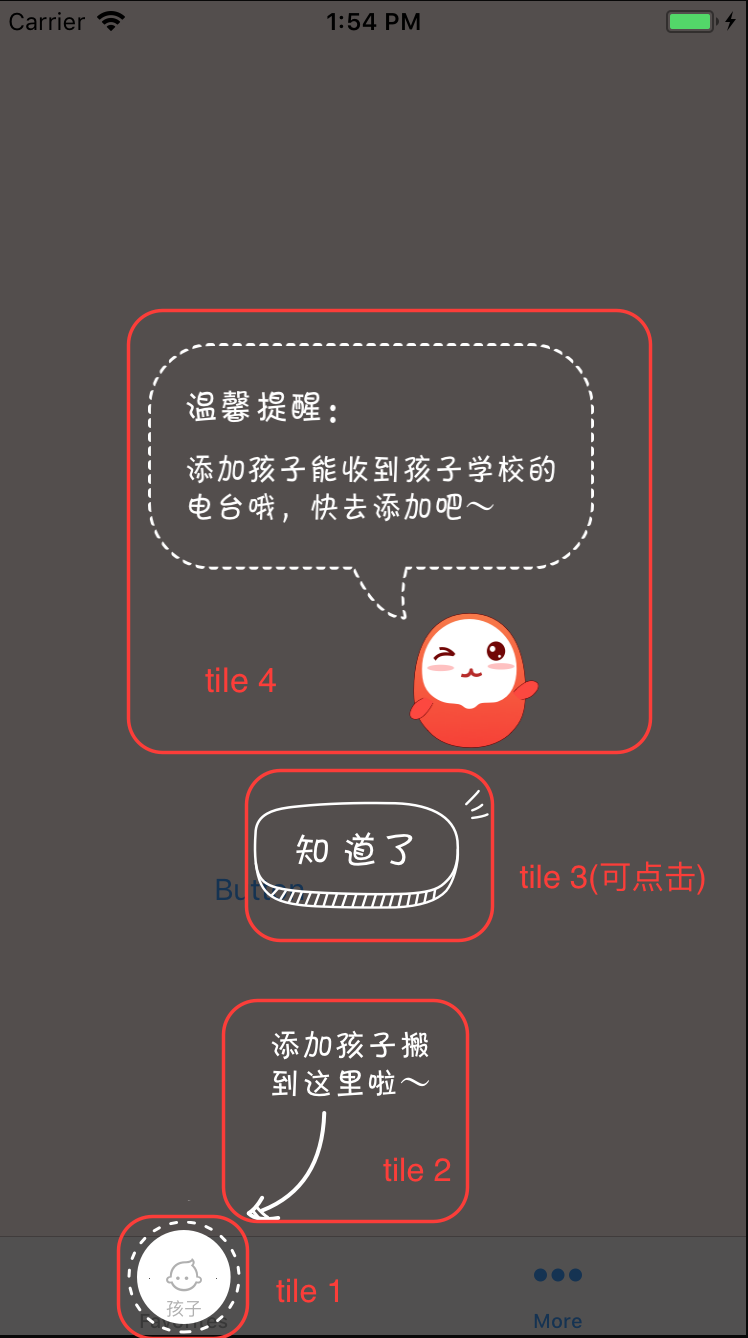 Carrier 1:54 PM
温馨提醒：
添加孩子能收到孩子学校的
电台哦，快去添加吧～
tile 4
知道了
Button
tile 3(可点击)
添加孩子搬
到这里啦～
tile 2
孩子
tile 1
Favorites
More